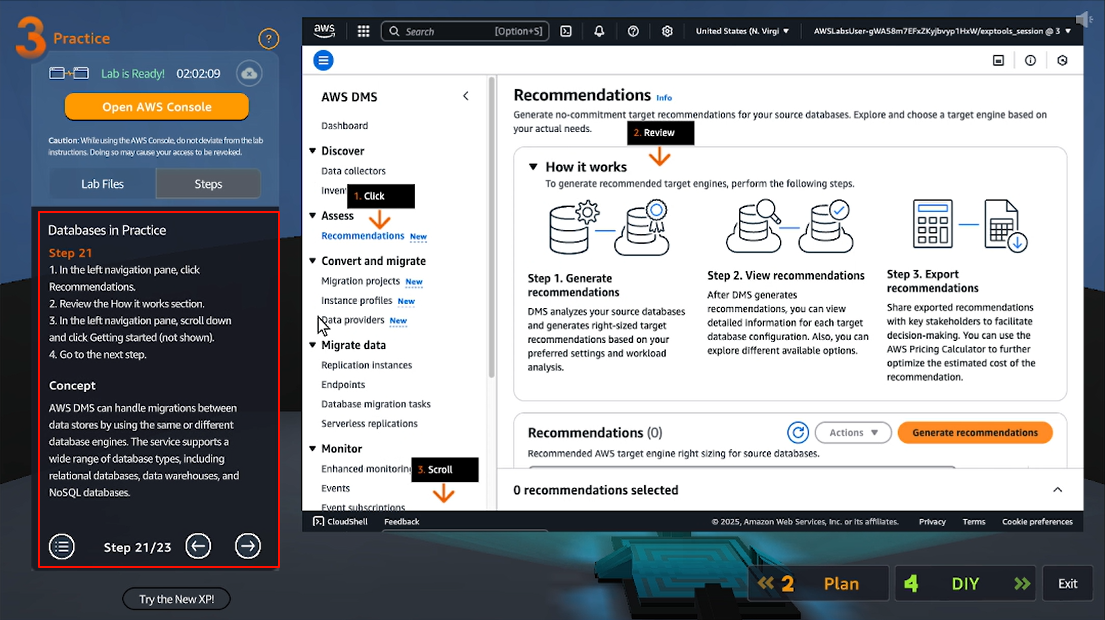 3 Practice
?
Lab is Ready! 02:02:09
Open AWS Console
Caution: While using the AWS Console, do not deviate from the lab
instructions. Doing so may cause your access to be revoked.
Lab Files
Steps
Databases in Practice
Step 21
1. In the left navigation pane, click
Recommendations.
2. Review the How it works section.
3. In the left navigation pane, scroll down
and click Getting started (not shown).
4. Go to the next step.
Concept
AWS DMS can handle migrations between
data stores by using the same or different
database engines. The service supports a
wide range of database types, including
relational databases, data warehouses, and
NoSQL databases.
Step 21/23
Try the New XP!
aws
Search [Option+S]
United States (N. Virgi
AWSLabsUser-gWAS8m7EFxZKyjbvyp1HxW/exptools_session @ 3
AWS DMS
Dashboard
Discover
Data collectors
Inven
1. Click
Assess
Recommendations New
Convert and migrate
Migration projects New
Instance profiles New
Data providers New
Migrate data
Replication instances
Endpoints
Database migration tasks
Serverless replications
Monitor
Enhanced monitorin
3. Scroll
Events
Event subscriptions
Recommendations Info
Generate no-commitment target recommendations for your source databases. Explore and choose a target engine based on
your actual needs.
2. Review
How it works
To generate recommended target engines, perform the following steps.
Step 1. Generate
recommendations
DMS analyzes your source databases
and generates right-sized target
recommendations based on your
preferred settings and workload
analysis.
Step 2. View recommendations
After DMS generates
recommendations, you can view
detailed information for each target
database configuration. Also, you can
explore different available options.
Step 3. Export
recommendations
Share exported recommendations
with key stakeholders to facilitate
decision-making. You can use the
AWS Pricing Calculator to further
optimize the estimated cost of the
recommendation.
Recommendations (0)
Actions
Generate recommendations
Recommended AWS target engine right sizing for source databases.
0 recommendations selected
CloudShell Feedback
© 2025, Amazon Web Services, Inc. or its affiliates. Privacy Terms Cookie preferences
2 Plan
4 DIY
Exit